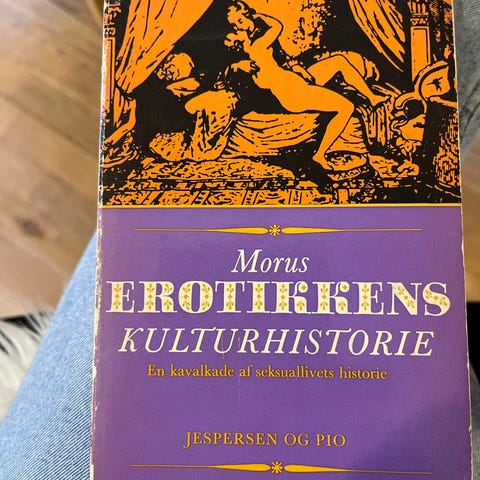 Morus
EROTIKKENS
KULTURHISTORIE
En kavalkade af seksuallivets historie
JESPERSEN OG PIO